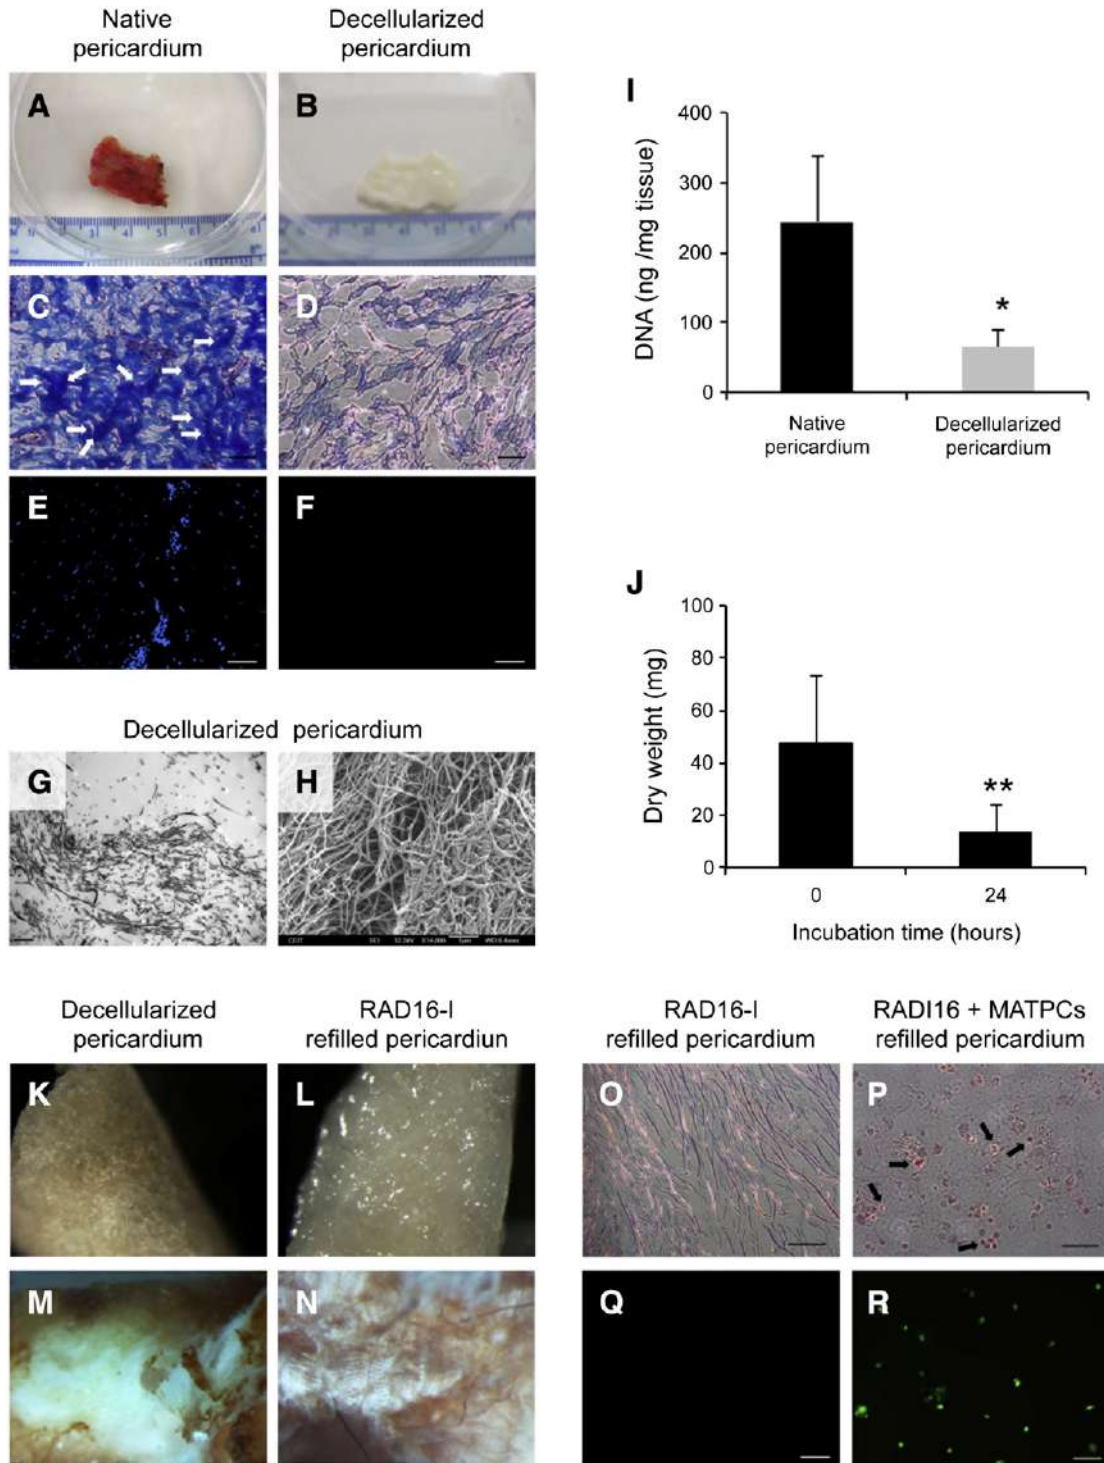 Native
pericardium
Decellularized
pericardium
A
B
C
D
E
F
I
DNA (ng /mg tissue)
400
300
200
100
0
*
Native
pericardium
Decellularized
pericardium
J
Dry weight (mg)
100
80
60
40
20
0
**
0
24
Incubation time (hours)
Decellularized pericardium
G
H
Decellularized
pericardium
RAD16-I
refilled pericardiun
K
L
M
N
RAD16-I
refilled pericardium
RADI16 + MATPCs
refilled pericardium
O
P
Q
R